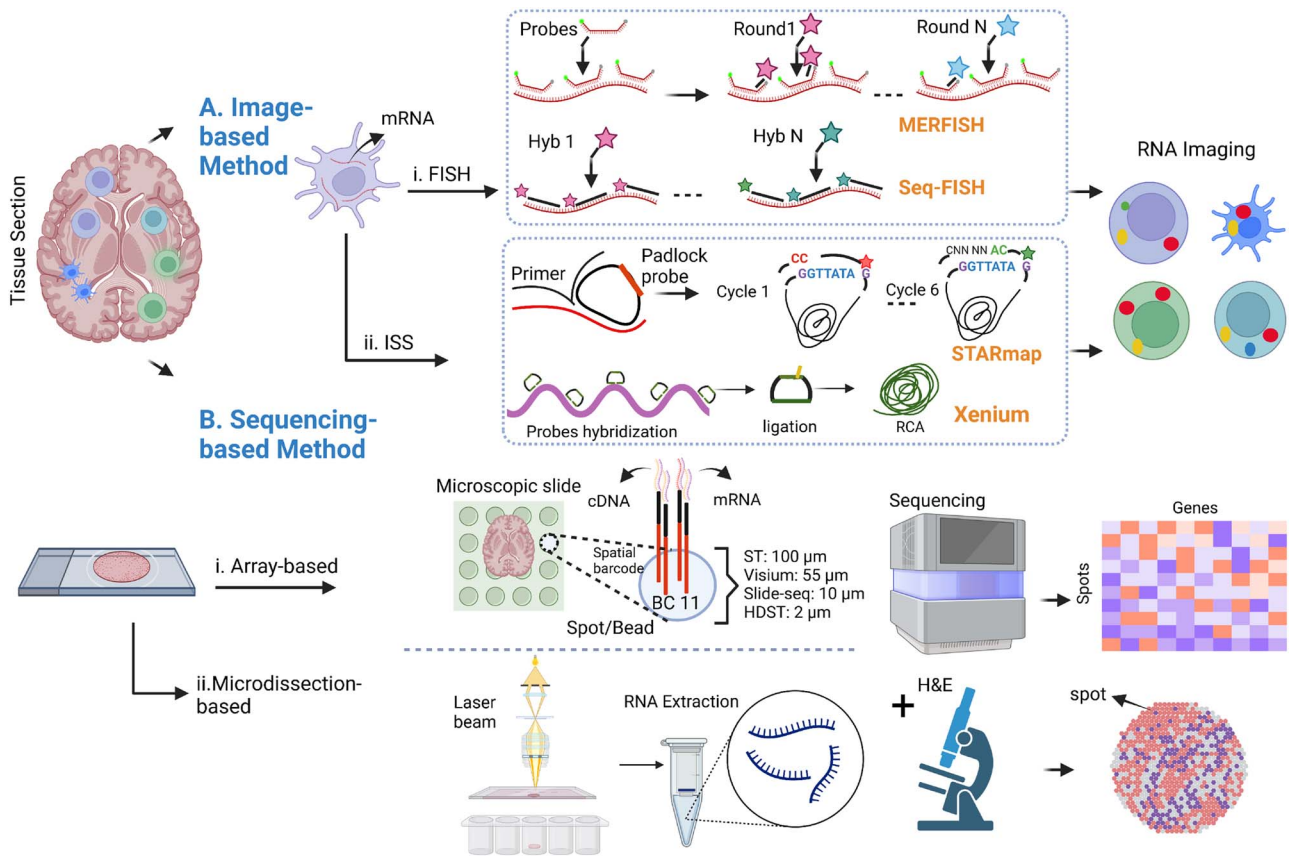 Tissue Section
A. Image-
based
Method
mRNA
i. FISH
ii. ISS
Probes
Round1
Round N
MERFISH
Hyb 1
Hyb N
Seq-FISH
Primer
Padlock
probe
Cycle 1
CC
GGTTATA G
Cycle 6
CNN NN AC
GGTTATA G
STARmap
Probes hybridization
ligation
RCA
Xenium
RNA Imaging
B. Sequencing-
based Method
i. Array-based
ii.Microdissection-
based
Microscopic slide
cDNA
mRNA
Spatial
barcode
BC 11
Spot/Bead
ST: 100 µm
Visium: 55 µm
Slide-seq: 10 µm
HDST: 2 µm
Sequencing
Genes
Spots
Laser
beam
RNA Extraction
+
H&E
spot